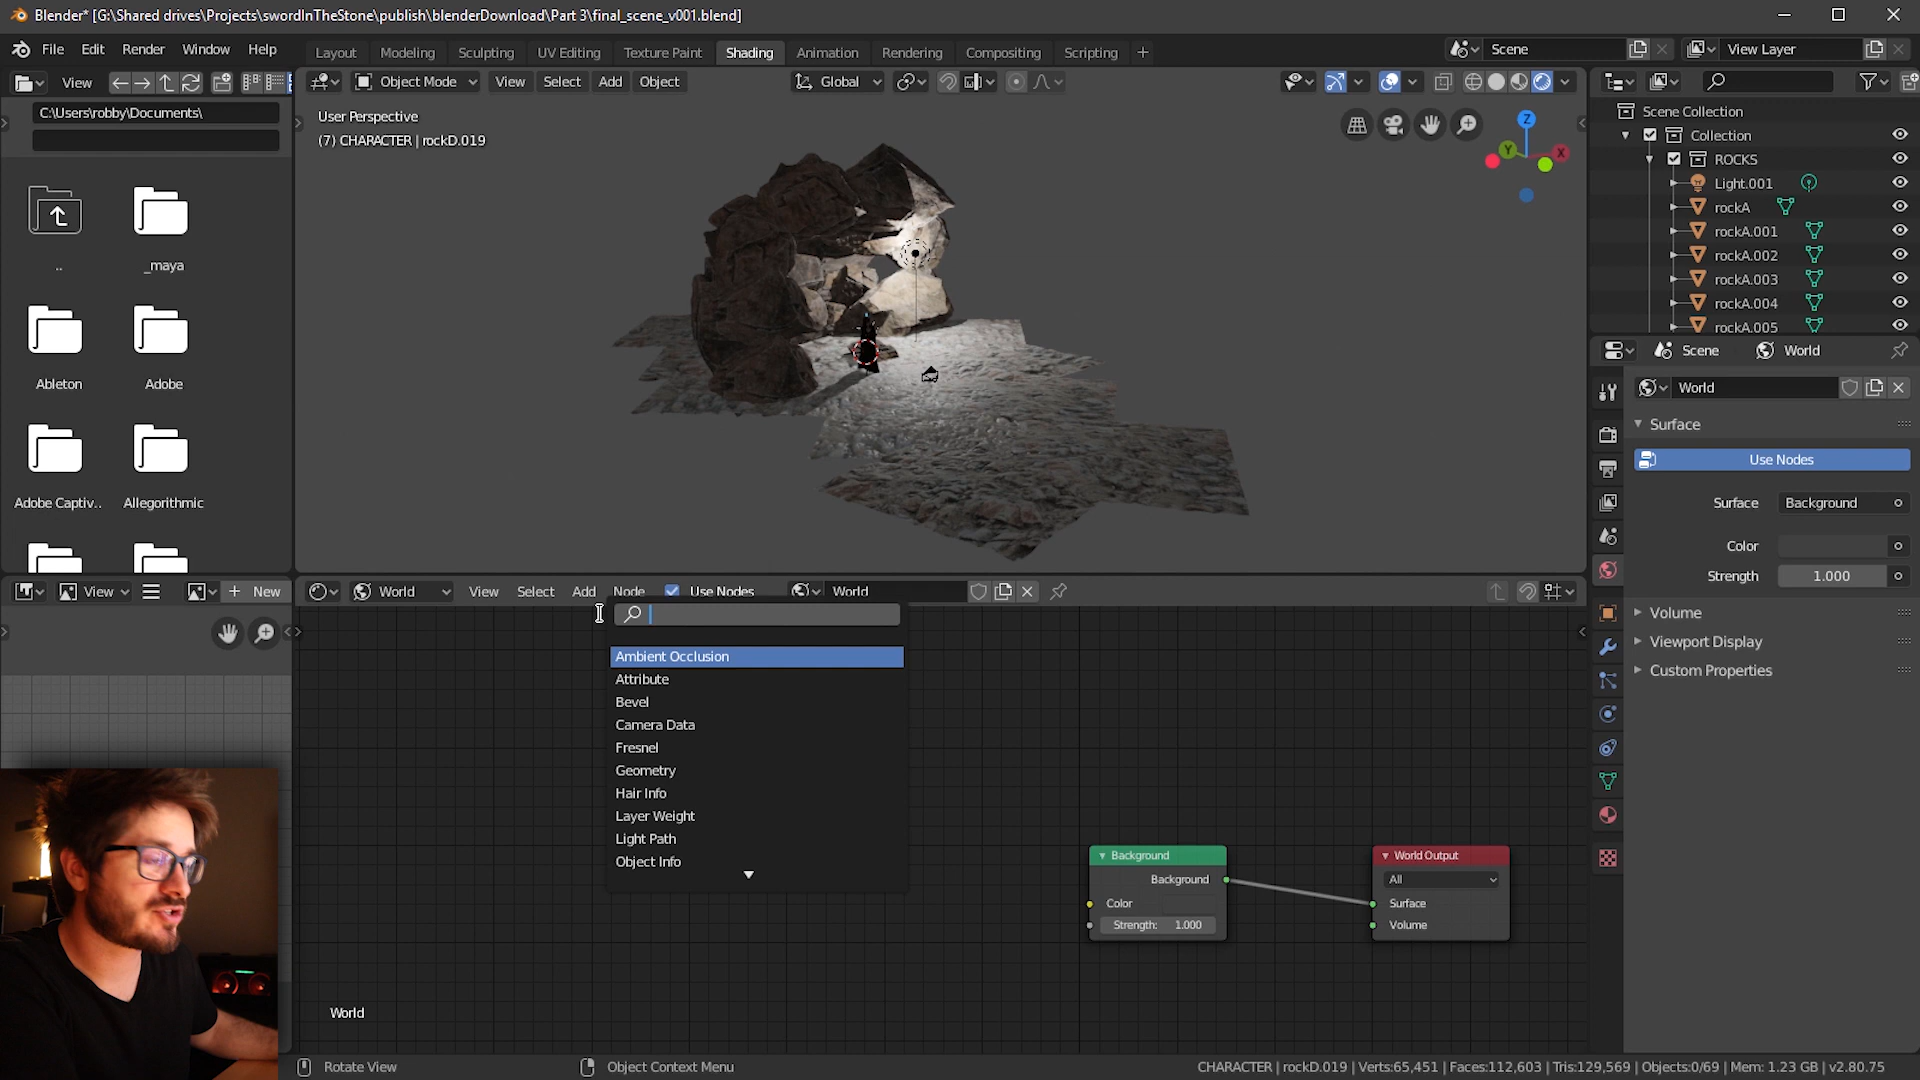 Blender* [G:\Shared drives\Projects\swordInTheStone\publish\blenderDownload\Part 3\final_scene_v001.blend]
File Edit Render Window Help
Layout Modeling Sculpting UV Editing Texture Paint Shading Animation Rendering Compositing Scripting +
Scene
View Layer
View
Object Mode View Select Add Object
Global
C:\Users\robby\Documents\
User Perspective
(7) CHARACTER | rockD.019
Z
Y
X
..
_maya
Ableton
Adobe
Adobe Captiv..
Allegorithmic
Scene Collection
Collection
ROCKS
Light.001
rockA
rockA.001
rockA.002
rockA.003
rockA.004
rockA.005
Scene World
World
Surface
Use Nodes
Surface Background
Color
Strength 1.000
Volume
Viewport Display
Custom Properties
View
+ New
World View Select Add Node Use Nodes World
Ambient Occlusion
Attribute
Bevel
Camera Data
Fresnel
Geometry
Hair Info
Layer Weight
Light Path
Object Info
Background
Background
Color
Strength: 1.000
World Output
All
Surface
Volume
World
Rotate View
Object Context Menu
CHARACTER | rockD.019 | Verts:65,451 | Faces:112,603 | Tris:129,569 | Objects:0/69 | Mem: 1.23 GB | v2.80.75